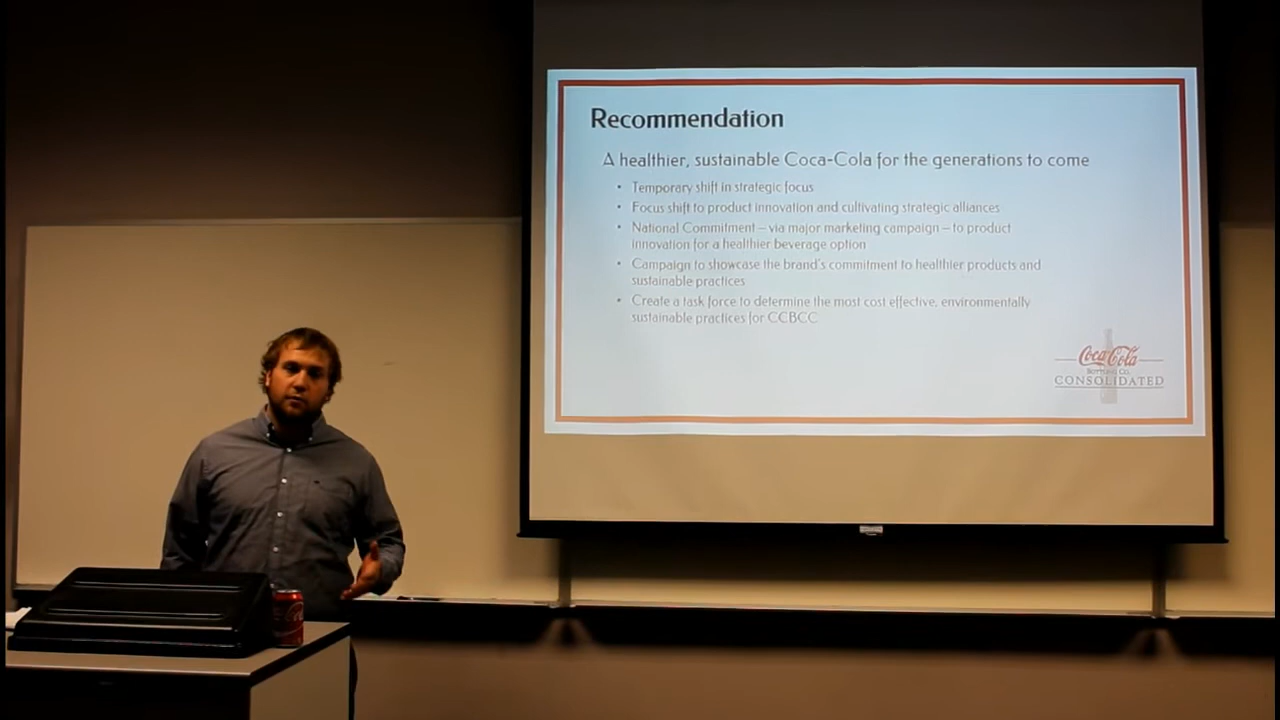 Recommendation
A healthier, sustainable Coca-Cola for the generations to come
• Temporary shift in strategic focus
• Focus shift to product innovation and cultivating strategic alliances
• National Commitment – via major marketing campaign – to product
innovation for a healthier beverage option
• Campaign to showcase the brand's commitment to healthier products and
sustainable practices
• Create a task force to determine the most cost effective, environmentally
sustainable practices for CCBCC
Coca-Cola
BOTTLING CO.
CONSOLIDATED